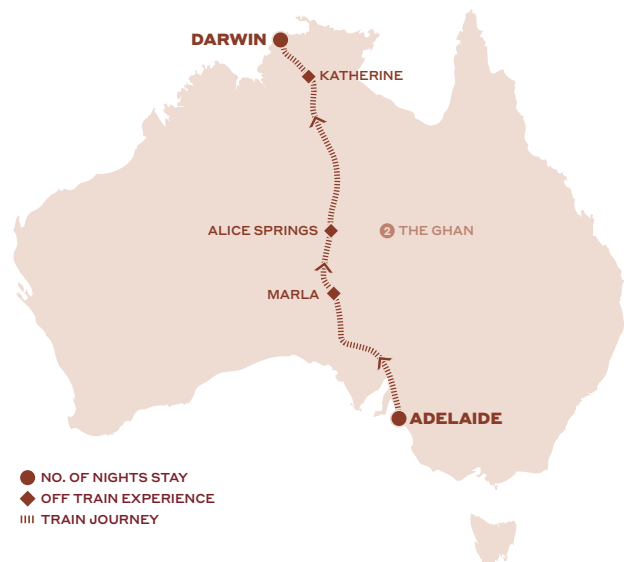 DARWIN
KATHERINE
ALICE SPRINGS
2 THE GHAN
MARLA
ADELAIDE
NO. OF NIGHTS STAY
OFF TRAIN EXPERIENCE
TRAIN JOURNEY